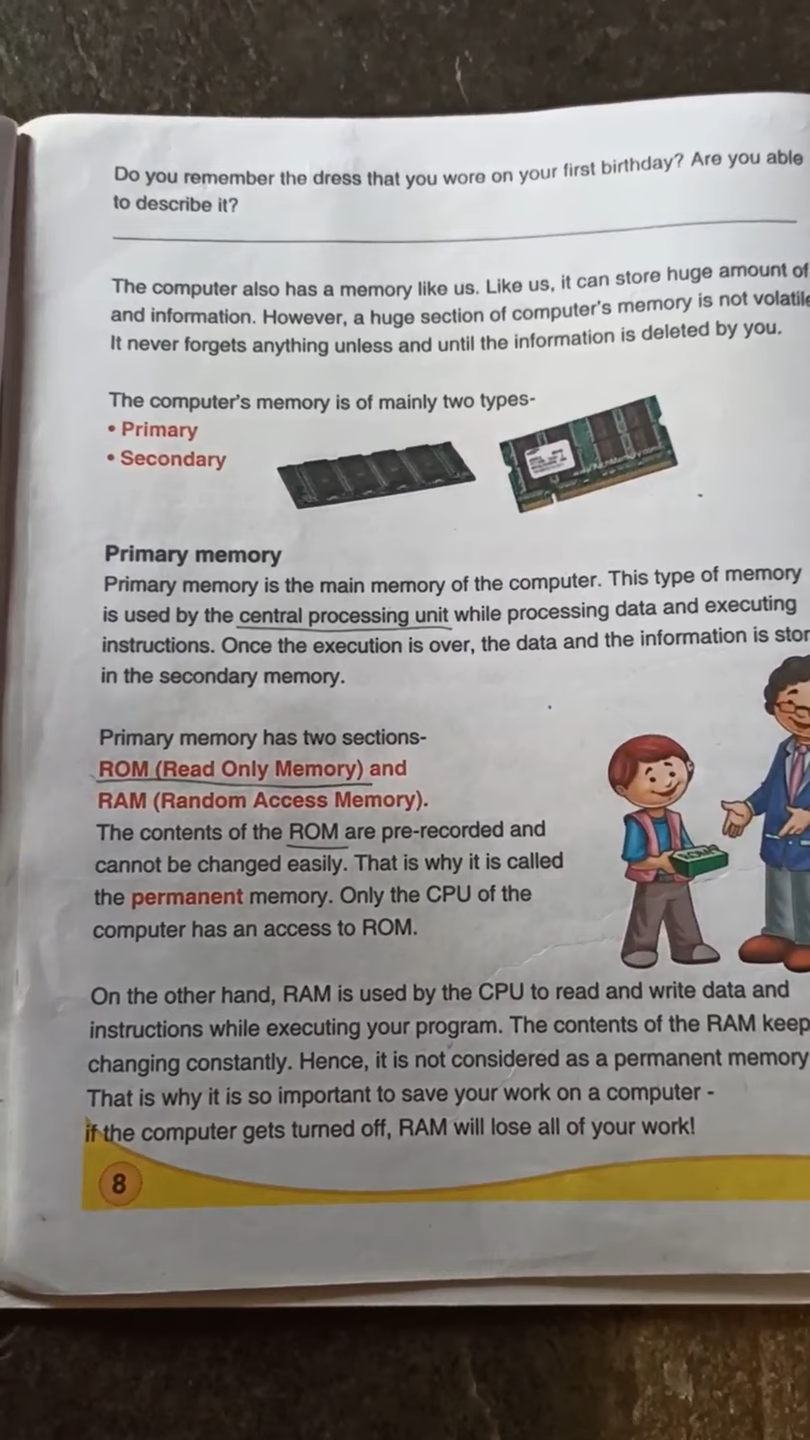 Do you remember the dress that you wore on your first birthday? Are you able
to describe it?
The computer also has a memory like us. Like us, it can store huge amount of
and information. However, a huge section of computer's memory is not volatile
It never forgets anything unless and until the information is deleted by you.
The computer's memory is of mainly two types-
• Primary
• Secondary
Primary memory
Primary memory is the main memory of the computer. This type of memory
is used by the central processing unit while processing data and executing
instructions. Once the execution is over, the data and the information is stor
in the secondary memory.
Primary memory has two sections-
ROM (Read Only Memory) and
RAM (Random Access Memory).
The contents of the ROM are pre-recorded and
cannot be changed easily. That is why it is called
the permanent memory. Only the CPU of the
computer has an access to ROM.
On the other hand, RAM is used by the CPU to read and write data and
instructions while executing your program. The contents of the RAM keep
changing constantly. Hence, it is not considered as a permanent memory
That is why it is so important to save your work on a computer -
if the computer gets turned off, RAM will lose all of your work!
8